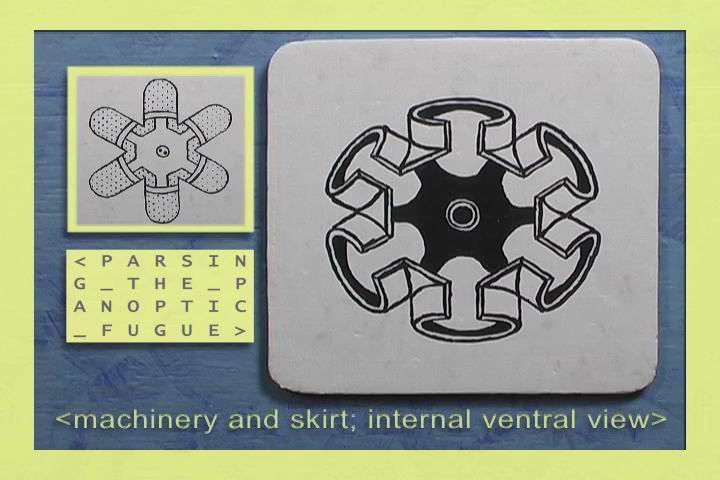 < P A R S I N
G _ T H E _ P
A N O P T I C
_ F U G U E >
<machinery and skirt; internal ventral view>